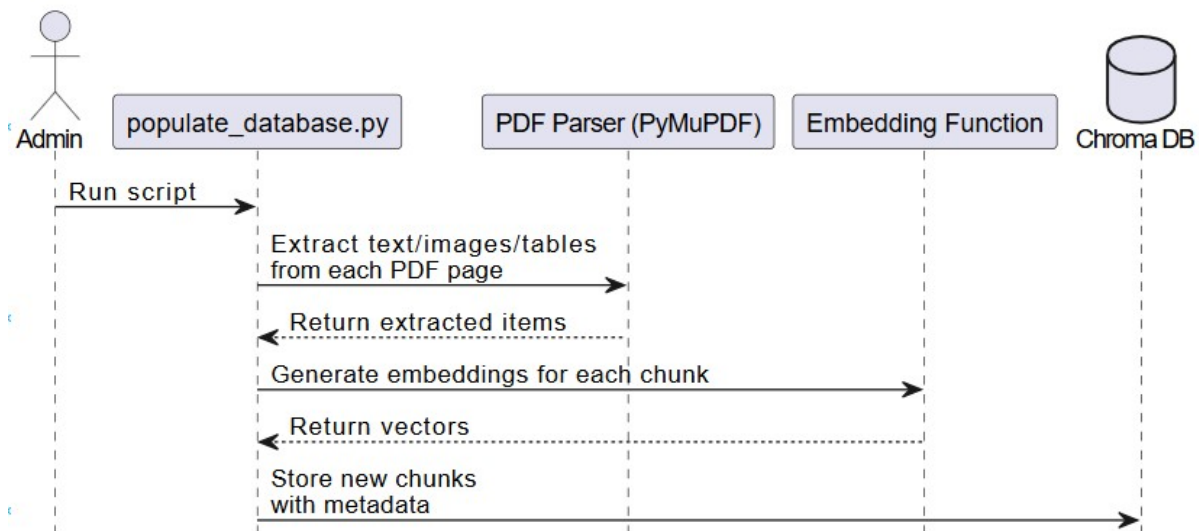 Admin
populate_database.py
PDF Parser (PyMuPDF)
Embedding Function
Chroma DB
Run script
Extract text/images/tables
from each PDF page
Return extracted items
Generate embeddings for each chunk
Return vectors
Store new chunks
with metadata